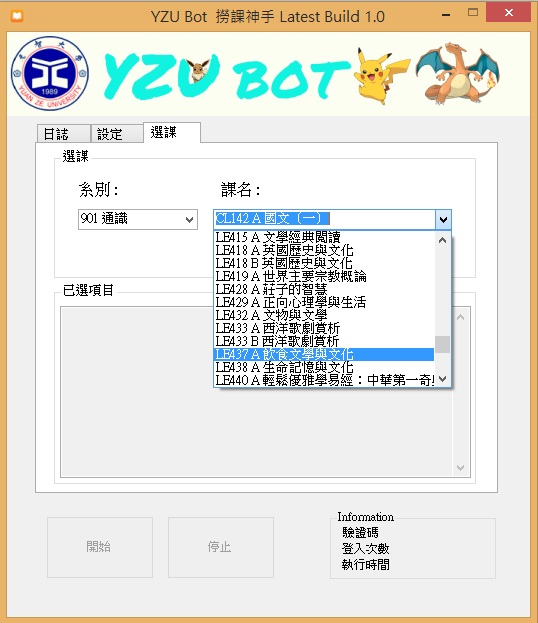 YZU Bot 撈課神手 Latest Build 1.0
YUAN ZE UNIVERSITY
1989
YZU BOT
日誌 設定 選課
選課
系別: 課名:
901 通識 CL142 A 國文（一）
LE415 A 文學經典閱讀
LE418 A 英國歷史與文化
LE418 B 英國歷史與文化
LE419 A 世界主要宗教概論
LE428 A 莊子的智慧
LE429 A 正向心理學與生活
LE432 A 文物與文學
LE433 A 西洋歌劇賞析
LE433 B 西洋歌劇賞析
LE437 A 飲食文學與文化
LE438 A 生命記憶與文化
LE440 A 輕鬆優雅學易經：中華第一奇
已選項目
開始 停止
Information
驗證碼
登入次數
執行時間